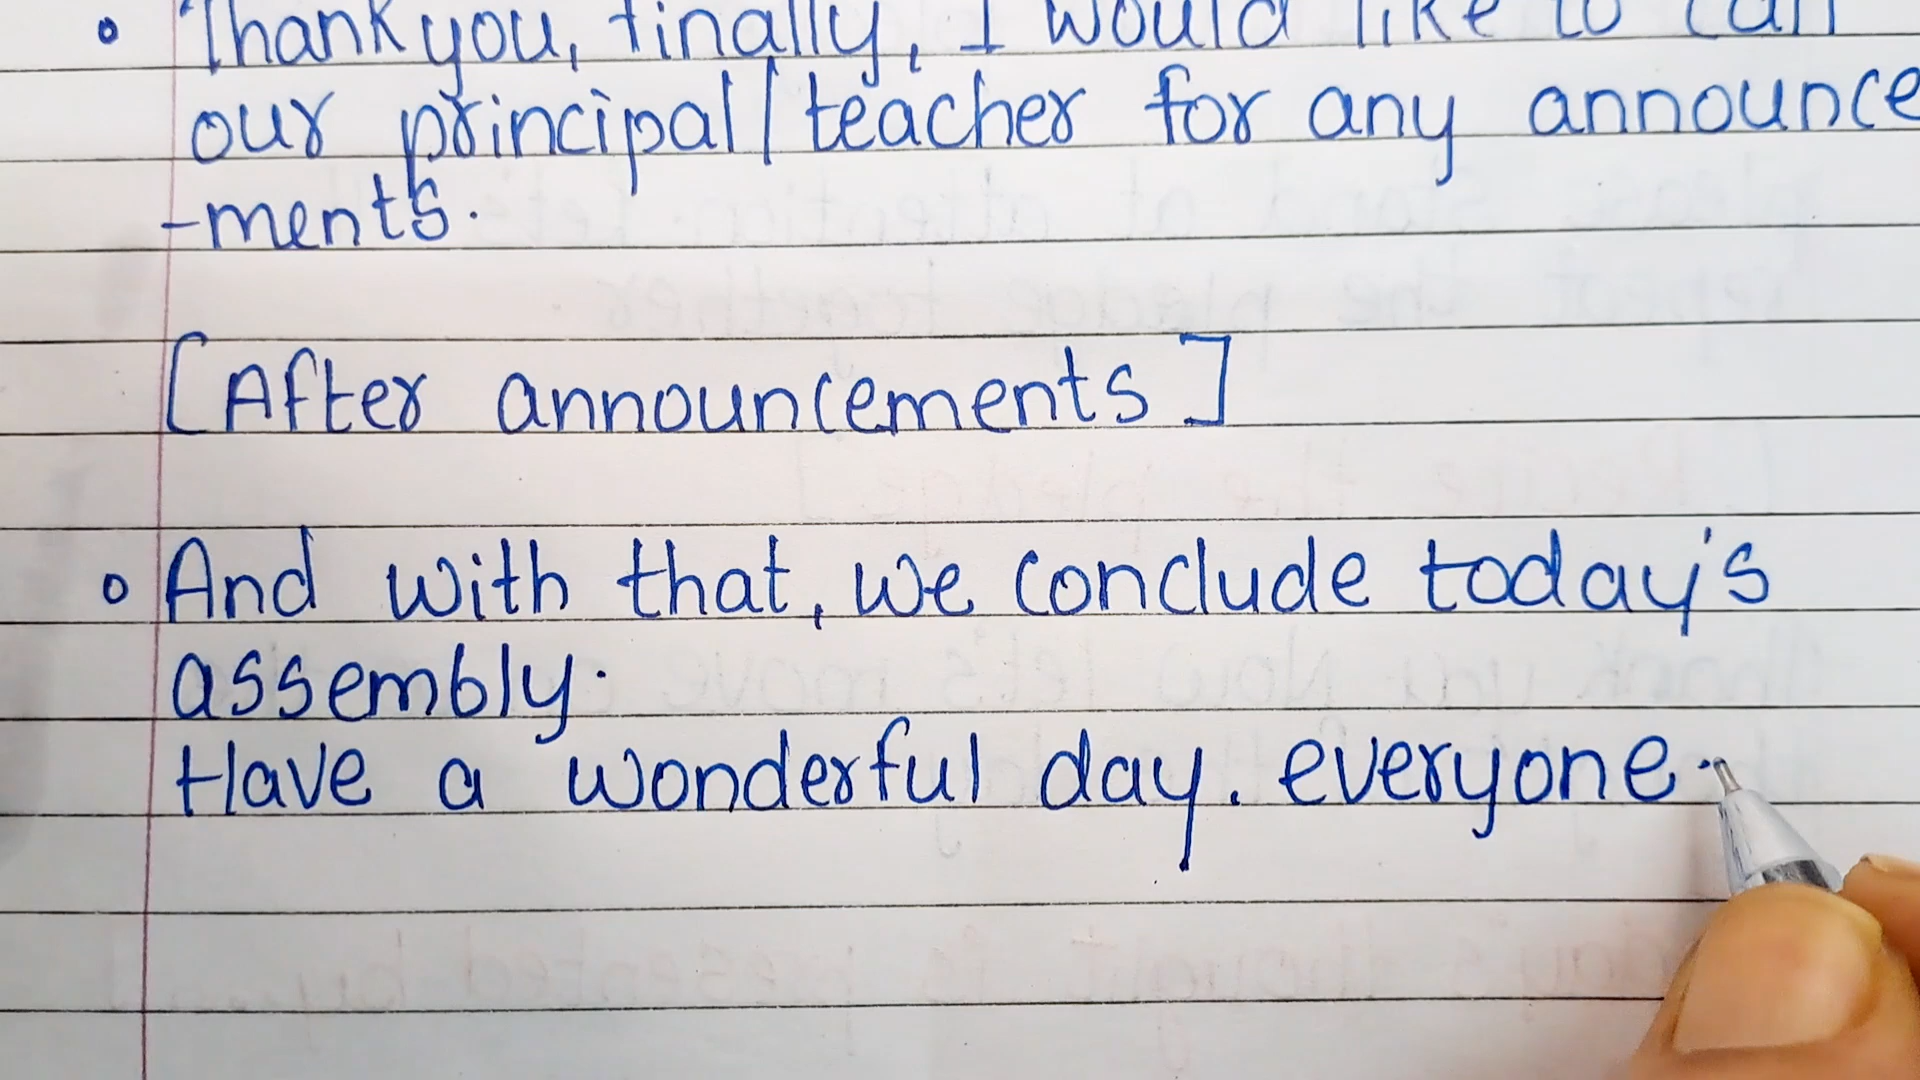 • Thank you, finally, I would like to call
our principal/teacher for any announce
-ments.
[After announcements]
• And with that, we conclude today's
assembly.
Have a wonderful day. everyone.